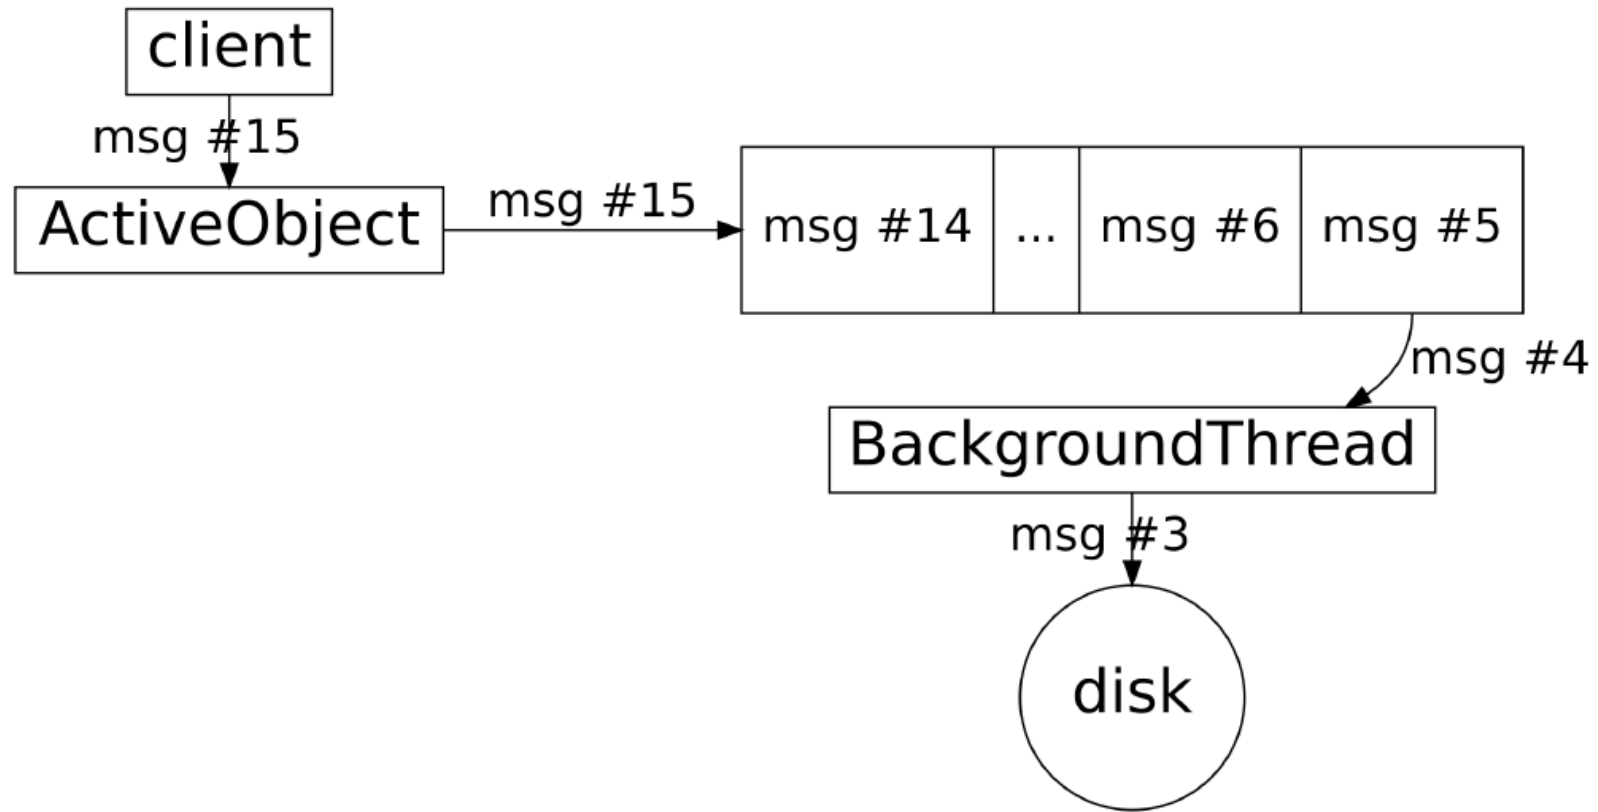 client
msg #15
ActiveObject
msg #15
msg #14
...
msg #6
msg #5
msg #4
BackgroundThread
msg #3
disk